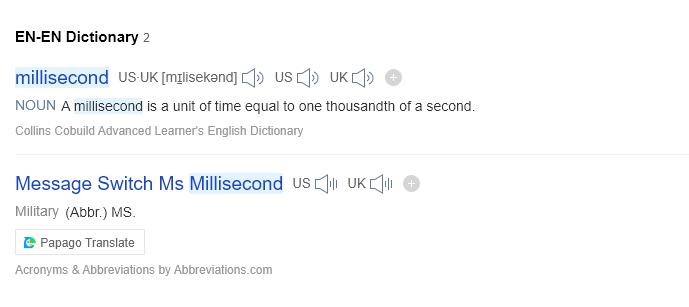 EN-EN Dictionary 2
millisecond US·UK [mɪlisekənd] US UK
NOUN A millisecond is a unit of time equal to one thousandth of a second.
Collins Cobuild Advanced Learner's English Dictionary
Message Switch Ms Millisecond US UK
Military (Abbr.) MS.
Papago Translate
Acronyms & Abbreviations by Abbreviations.com